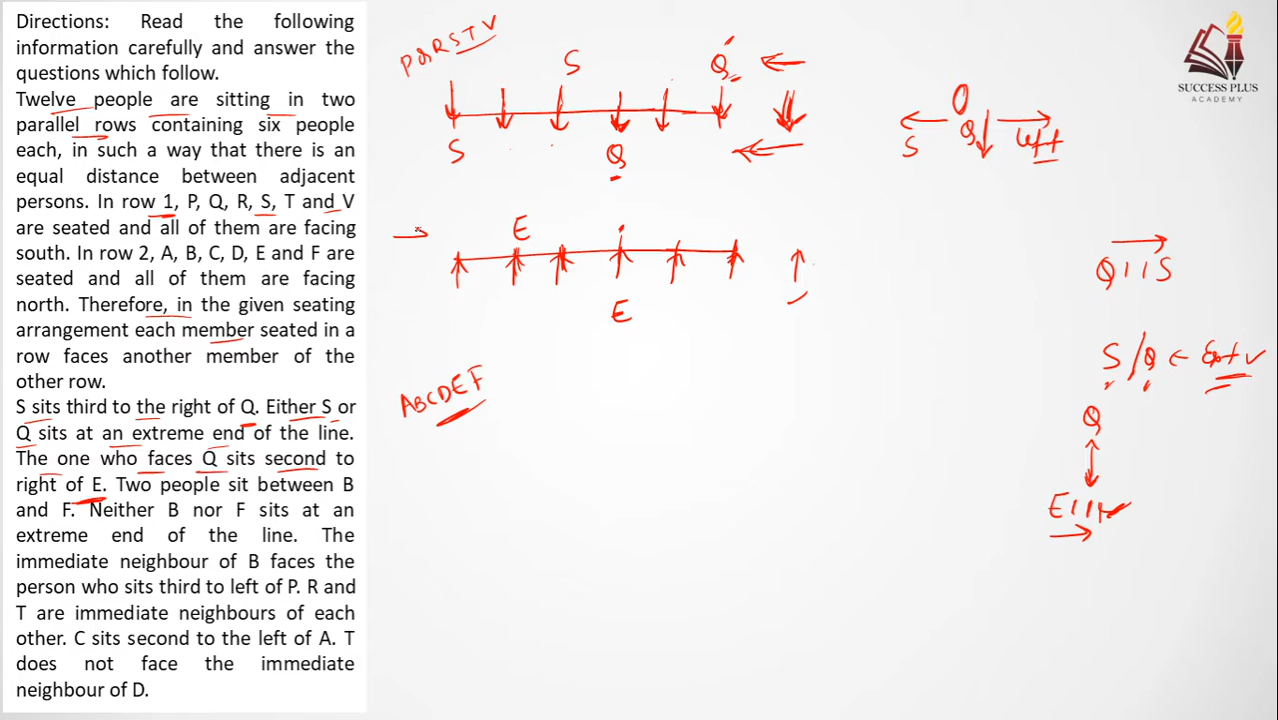 Directions: Read the following
information carefully and answer the
questions which follow.
Twelve people are sitting in two
parallel rows containing six people
each, in such a way that there is an
equal distance between adjacent
persons. In row 1, P, Q, R, S, T and V
are seated and all of them are facing
south. In row 2, A, B, C, D, E and F are
seated and all of them are facing
north. Therefore, in the given seating
arrangement each member seated in a
row faces another member of the
other row.
S sits third to the right of Q. Either S or
Q sits at an extreme end of the line.
The one who faces Q sits second to
right of E. Two people sit between B
and F. Neither B nor F sits at an
extreme end of the line. The
immediate neighbour of B faces the
person who sits third to left of P. R and
T are immediate neighbours of each
other. C sits second to the left of A. T
does not face the immediate
neighbour of D.
PQRSTV
S Q
S Q
E
E
ABCDEF
SUCCESS PLUS
ACADEMY
Q
S left
Q S
S/Q
Q
E